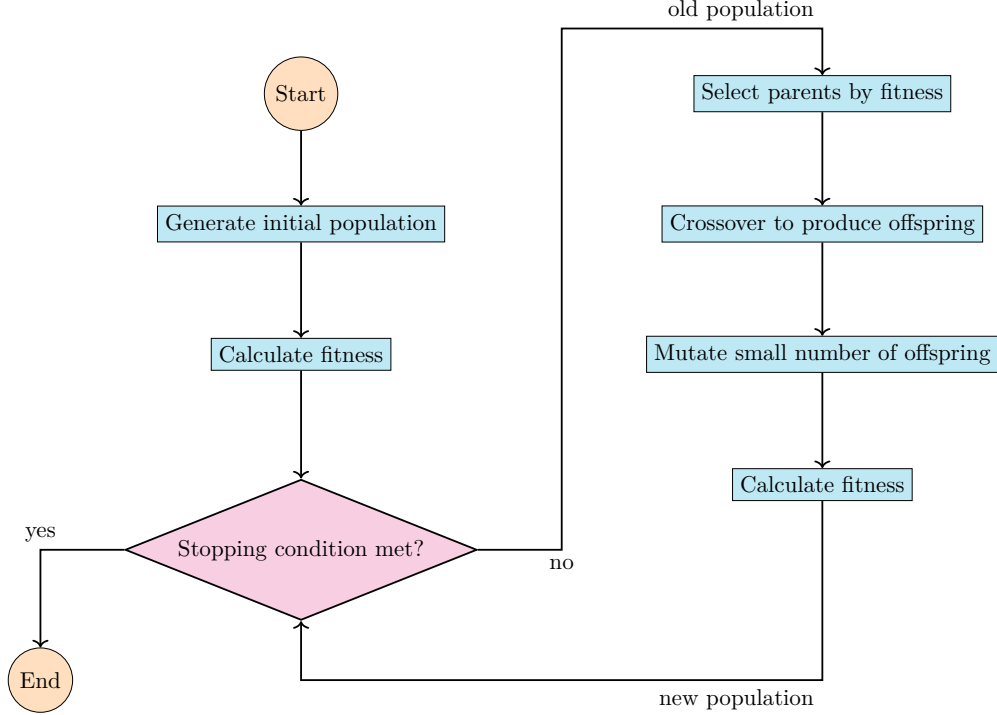 Start
Generate initial population
Calculate fitness
Stopping condition met?
yes
End
no
old population
Select parents by fitness
Crossover to produce offspring
Mutate small number of offspring
Calculate fitness
new population